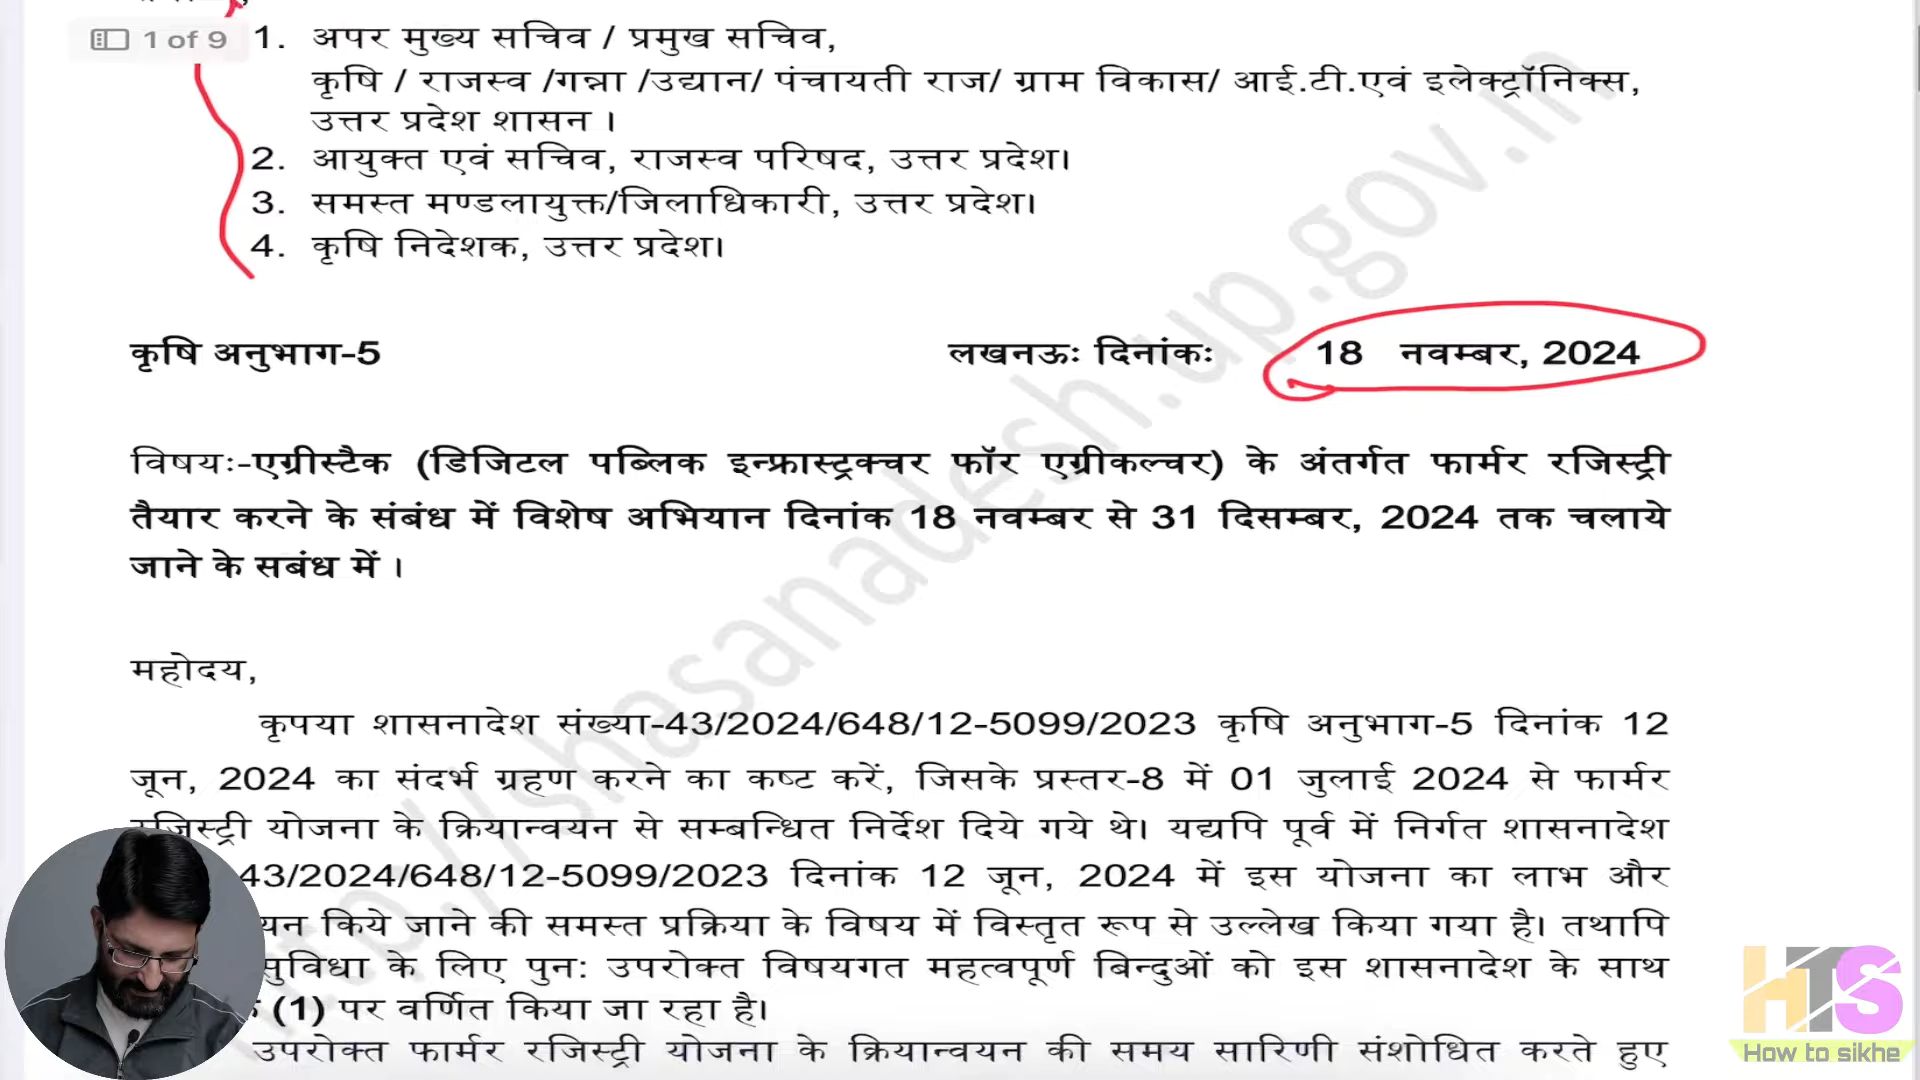 1 of 9
1. अपर मुख्य सचिव / प्रमुख सचिव,
कृषि / राजस्व /गन्ना /उद्यान/ पंचायती राज/ ग्राम विकास/ आई.टी.एवं इलेक्ट्रॉनिक्स,
उत्तर प्रदेश शासन ।
2. आयुक्त एवं सचिव, राजस्व परिषद, उत्तर प्रदेश।
3. समस्त मण्डलायुक्त/जिलाधिकारी, उत्तर प्रदेश।
4. कृषि निदेशक, उत्तर प्रदेश।
कृषि अनुभाग-5 लखनऊः दिनांकः 18 नवम्बर, 2024
विषयः-एग्रीस्टैक (डिजिटल पब्लिक इन्फ्रास्ट्रक्चर फॉर एग्रीकल्चर) के अंतर्गत फार्मर रजिस्ट्री
तैयार करने के संबंध में विशेष अभियान दिनांक 18 नवम्बर से 31 दिसम्बर, 2024 तक चलाये
जाने के सबंध में ।
महोदय,
कृपया शासनादेश संख्या-43/2024/648/12-5099/2023 कृषि अनुभाग-5 दिनांक 12
जून, 2024 का संदर्भ ग्रहण करने का कष्ट करें, जिसके प्रस्तर-8 में 01 जुलाई 2024 से फार्मर
रजिस्ट्री योजना के क्रियान्वयन से सम्बन्धित निर्देश दिये गये थे। यद्यपि पूर्व में निर्गत शासनादेश
43/2024/648/12-5099/2023 दिनांक 12 जून, 2024 में इस योजना का लाभ और
किये जाने की समस्त प्रक्रिया के विषय में विस्तृत रूप से उल्लेख किया गया है। तथापि
सुविधा के लिए पुनः उपरोक्त विषयगत महत्वपूर्ण बिन्दुओं को इस शासनादेश के साथ
(1) पर वर्णित किया जा रहा है।
उपरोक्त फार्मर रजिस्ट्री योजना के क्रियान्वयन की समय सारिणी संशोधित करते हुए
http://shasanadesh.up.gov.in
HTS
How to sikhe